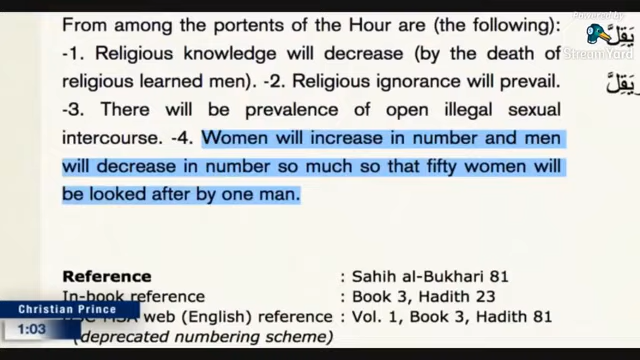 Powered by
StreamYard
From among the portents of the Hour are (the following):
-1. Religious knowledge will decrease (by the death of
religious learned men). -2. Religious ignorance will prevail.
-3. There will be prevalence of open illegal sexual
intercourse. -4. Women will increase in number and men
will decrease in number so much so that fifty women will
be looked after by one man.
Reference : Sahih al-Bukhari 81
In-book reference : Book 3, Hadith 23
web (English) reference : Vol. 1, Book 3, Hadith 81
(deprecated numbering scheme)
Christian Prince
1:03